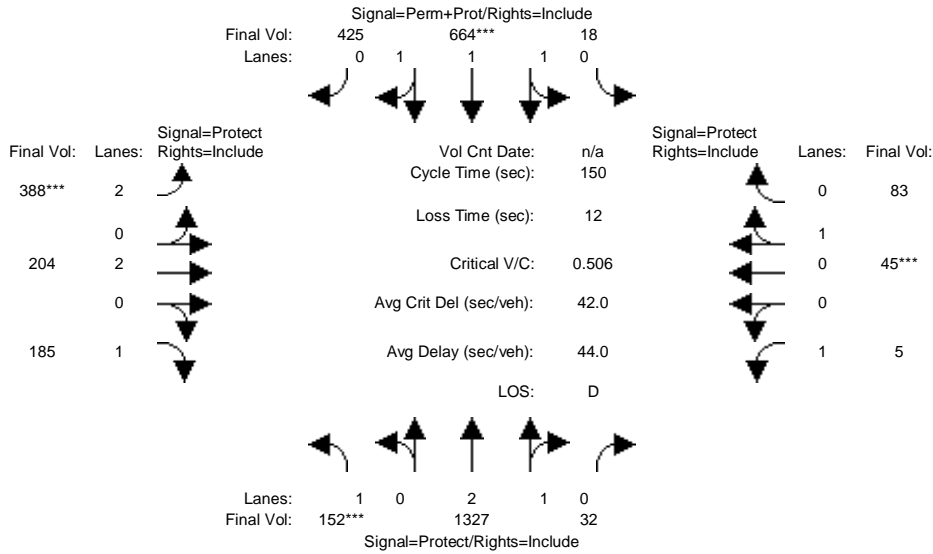 Signal=Perm+Prot/Rights=Include
Final Vol: 425 664*** 18
Lanes: 0 1 1 1 0
Signal=Protect Signal=Protect
Final Vol: Lanes: Rights=Include Vol Cnt Date: n/a Rights=Include Lanes: Final Vol:
Cycle Time (sec): 150
388*** 2 0 83
Loss Time (sec): 12
0 1
204 2 Critical V/C: 0.506 0 45***
0 Avg Crit Del (sec/veh): 42.0 0
185 1 Avg Delay (sec/veh): 44.0 1 5
LOS: D
Lanes: 1 0 2 1 0
Final Vol: 152*** 1327 32
Signal=Protect/Rights=Include